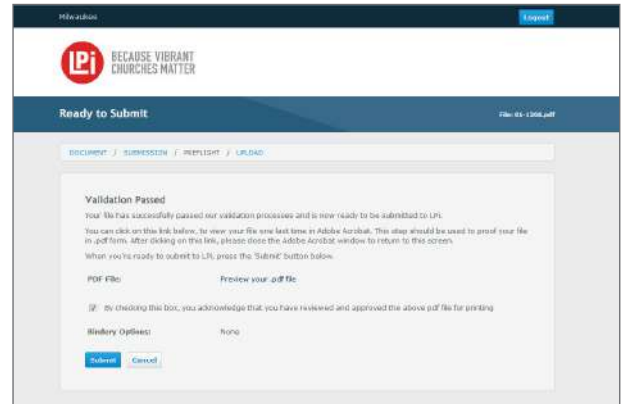 Milwaukee
Logout
LPi
BECAUSE VIBRANT
CHURCHES MATTER
Ready to Submit
File: 01-1266.pdf
DOCUMENT / SUBMISSION / PREFLIGHT / UPLOAD
Validation Passed
Your file has successfully passed our validation processes and is now ready to be submitted to LPi.
You can click on this link below, to view your file one last time in Adobe Acrobat. This step should be used to proof your file
in .pdf form. After clicking on this link, please close the Adobe Acrobat window to return to this screen.
When you're ready to submit to LPi, press the 'Submit' button below.
PDF File: Preview your .pdf file
By checking this box, you acknowledge that you have reviewed and approved the above pdf file for printing
Bindery Options: None
Submit Cancel